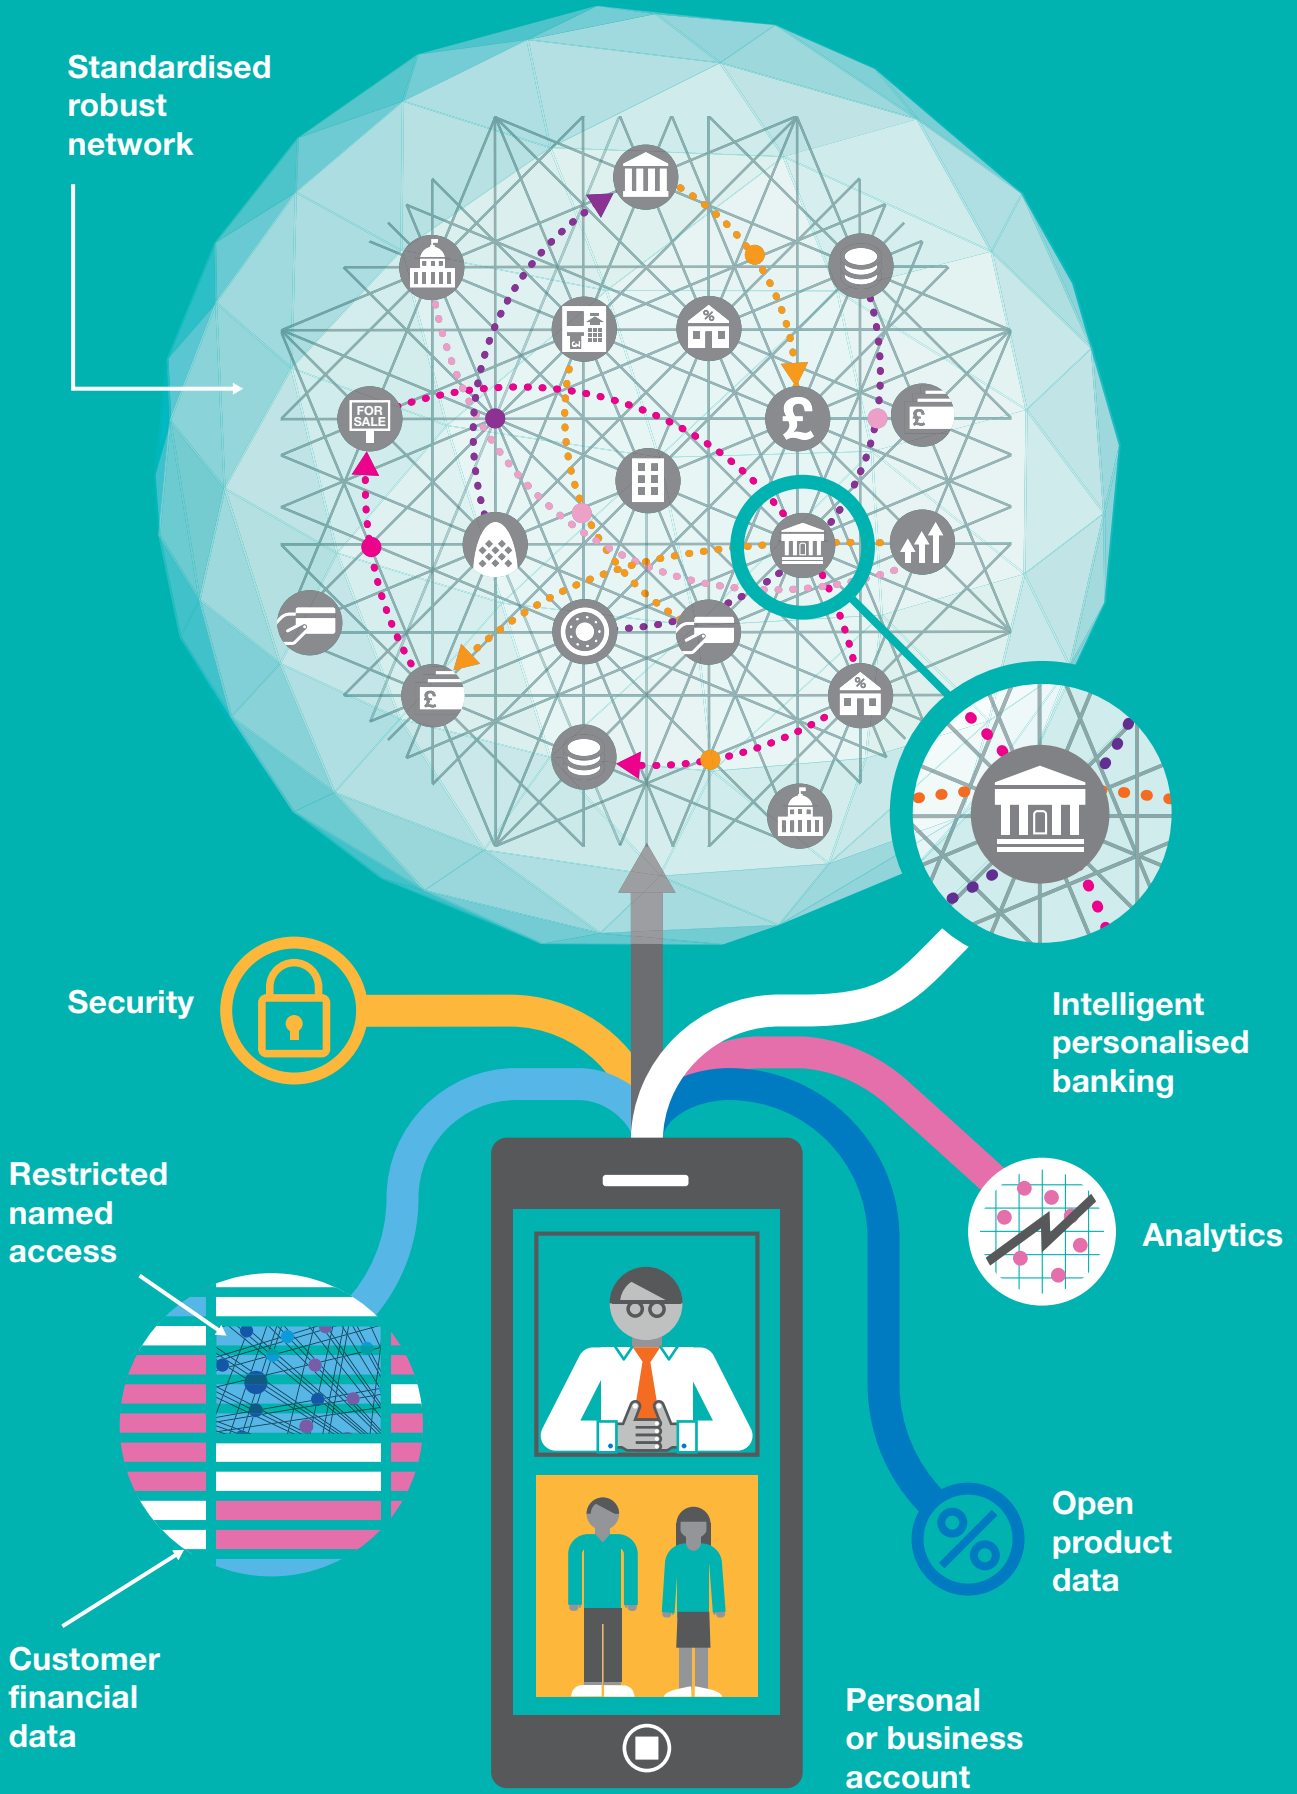 Standardised
robust
network
%
FOR
SALE
£
£
£
%
Security
Intelligent
personalised
banking
Restricted
named
access
Analytics
Open
product
data
%
Customer
financial
data
Personal
or business
account